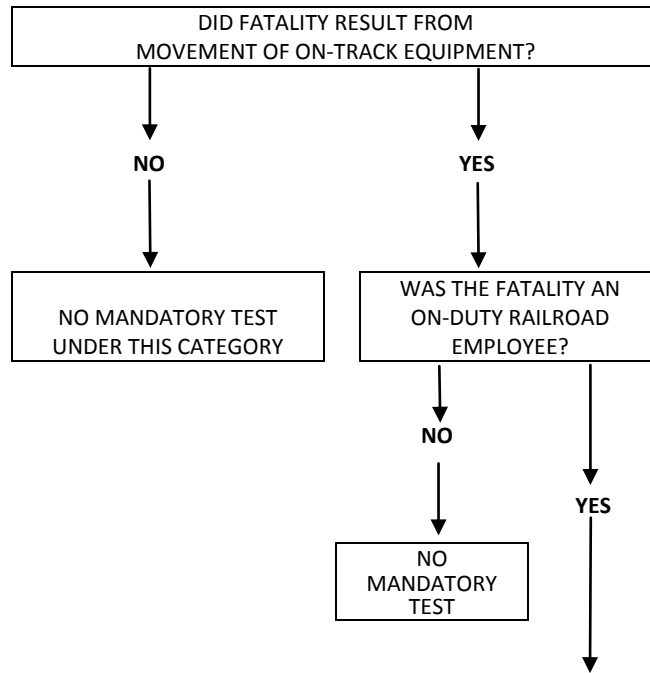 DID FATALITY RESULT FROM
MOVEMENT OF ON-TRACK EQUIPMENT?
NO
YES
NO MANDATORY TEST
UNDER THIS CATEGORY
WAS THE FATALITY AN
ON-DUTY RAILROAD
EMPLOYEE?
NO
YES
NO
MANDATORY
TEST